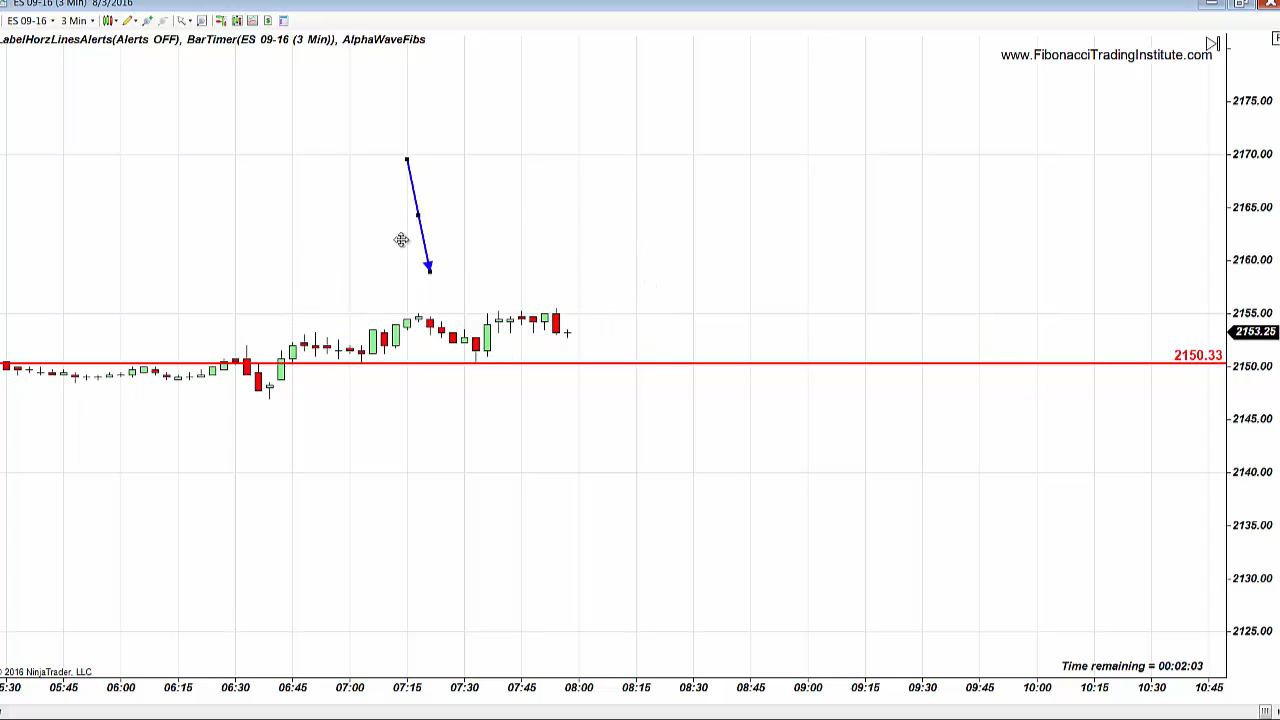 ES 09-16 (3 Min) 8/3/2016
ES 09-16 3 Min
LabelHorzLinesAlerts(Alerts OFF), BarTimer(ES 09-16 (3 Min)), AlphaWaveFibs
www.FibonacciTradingInstitute.com
F
2175.00
2170.00
2165.00
2160.00
2155.00
2153.25
2150.33
2150.00
2145.00
2140.00
2135.00
2130.00
2125.00
Time remaining = 00:02:03
© 2016 NinjaTrader, LLC
5:30 05:45 06:00 06:15 06:30 06:45 07:00 07:15 07:30 07:45 08:00 08:15 08:30 08:45 09:00 09:15 09:30 09:45 10:00 10:15 10:30 10:45